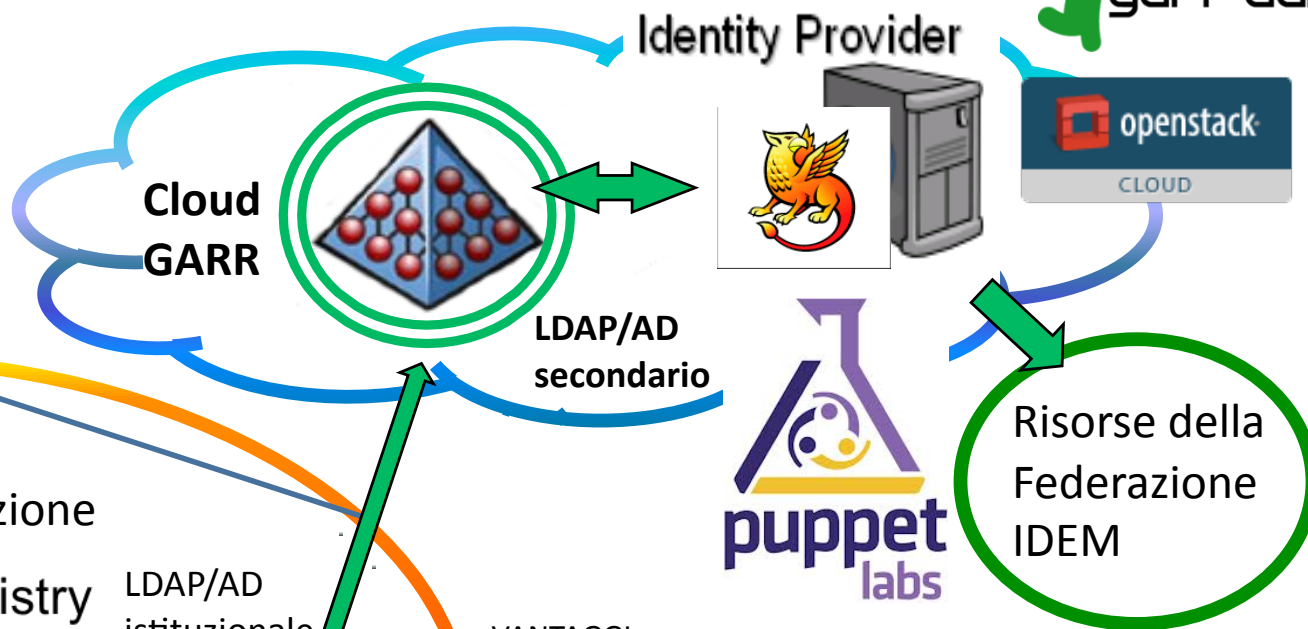 Identity Provider
openstack
CLOUD
Cloud
GARR
LDAP/AD
secondario
Risorse della
Federazione
IDEM
puppet
labs
zione
istry
LDAP/AD
istituzionale